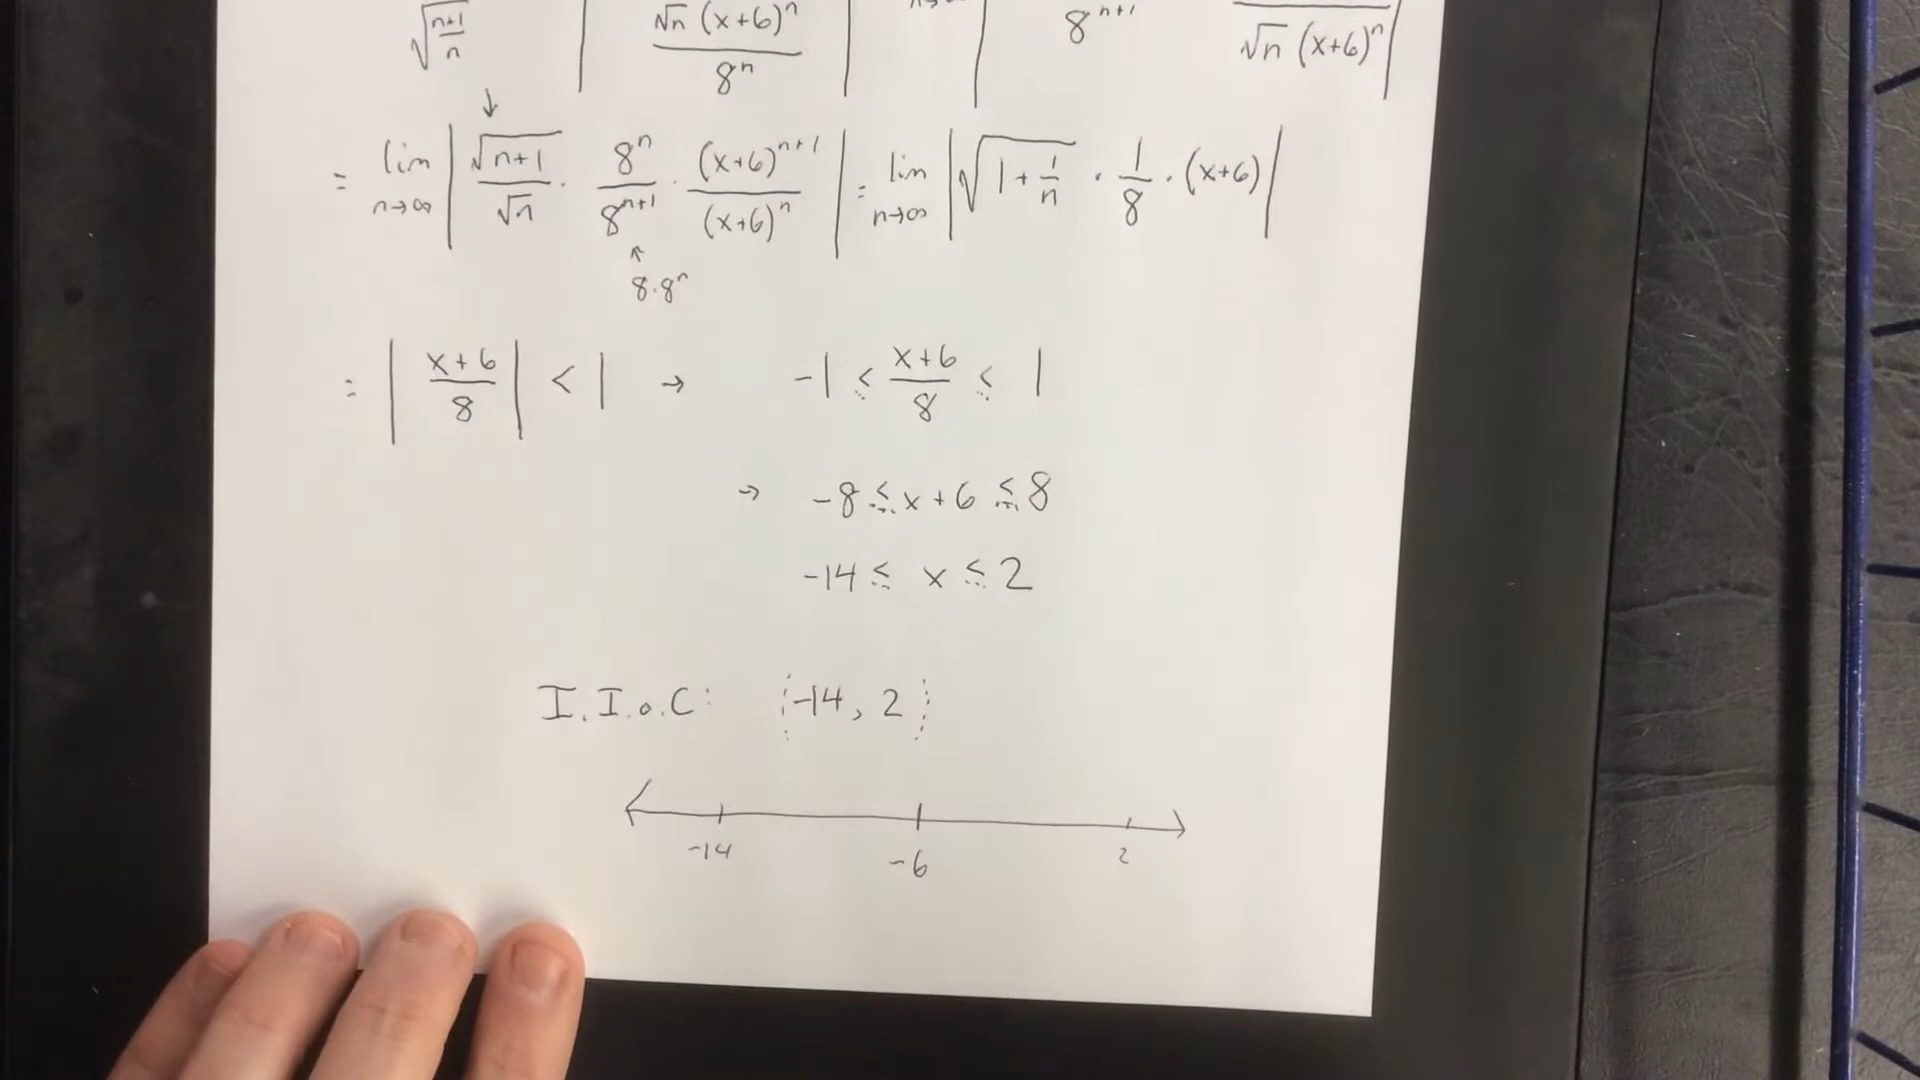 √((n+1)/n) | (√n (x+6)^n)/(8^n) | | 8^(n+1) √n (x+6)^n |
↓
= lim n→∞ | √(n+1)/√n · 8^n/8^(n+1) · (x+6)^(n+1)/(x+6)^n | = lim n→∞ | √(1 + 1/n) · 1/8 · (x+6) |
↑
8·8^n
= | (x+6)/8 | < 1 → -1 ≤ (x+6)/8 ≤ 1
→ -8 ≤ x+6 ≤ 8
-14 ≤ x ≤ 2
I.I.o.C: (-14, 2)
-14 -6 2